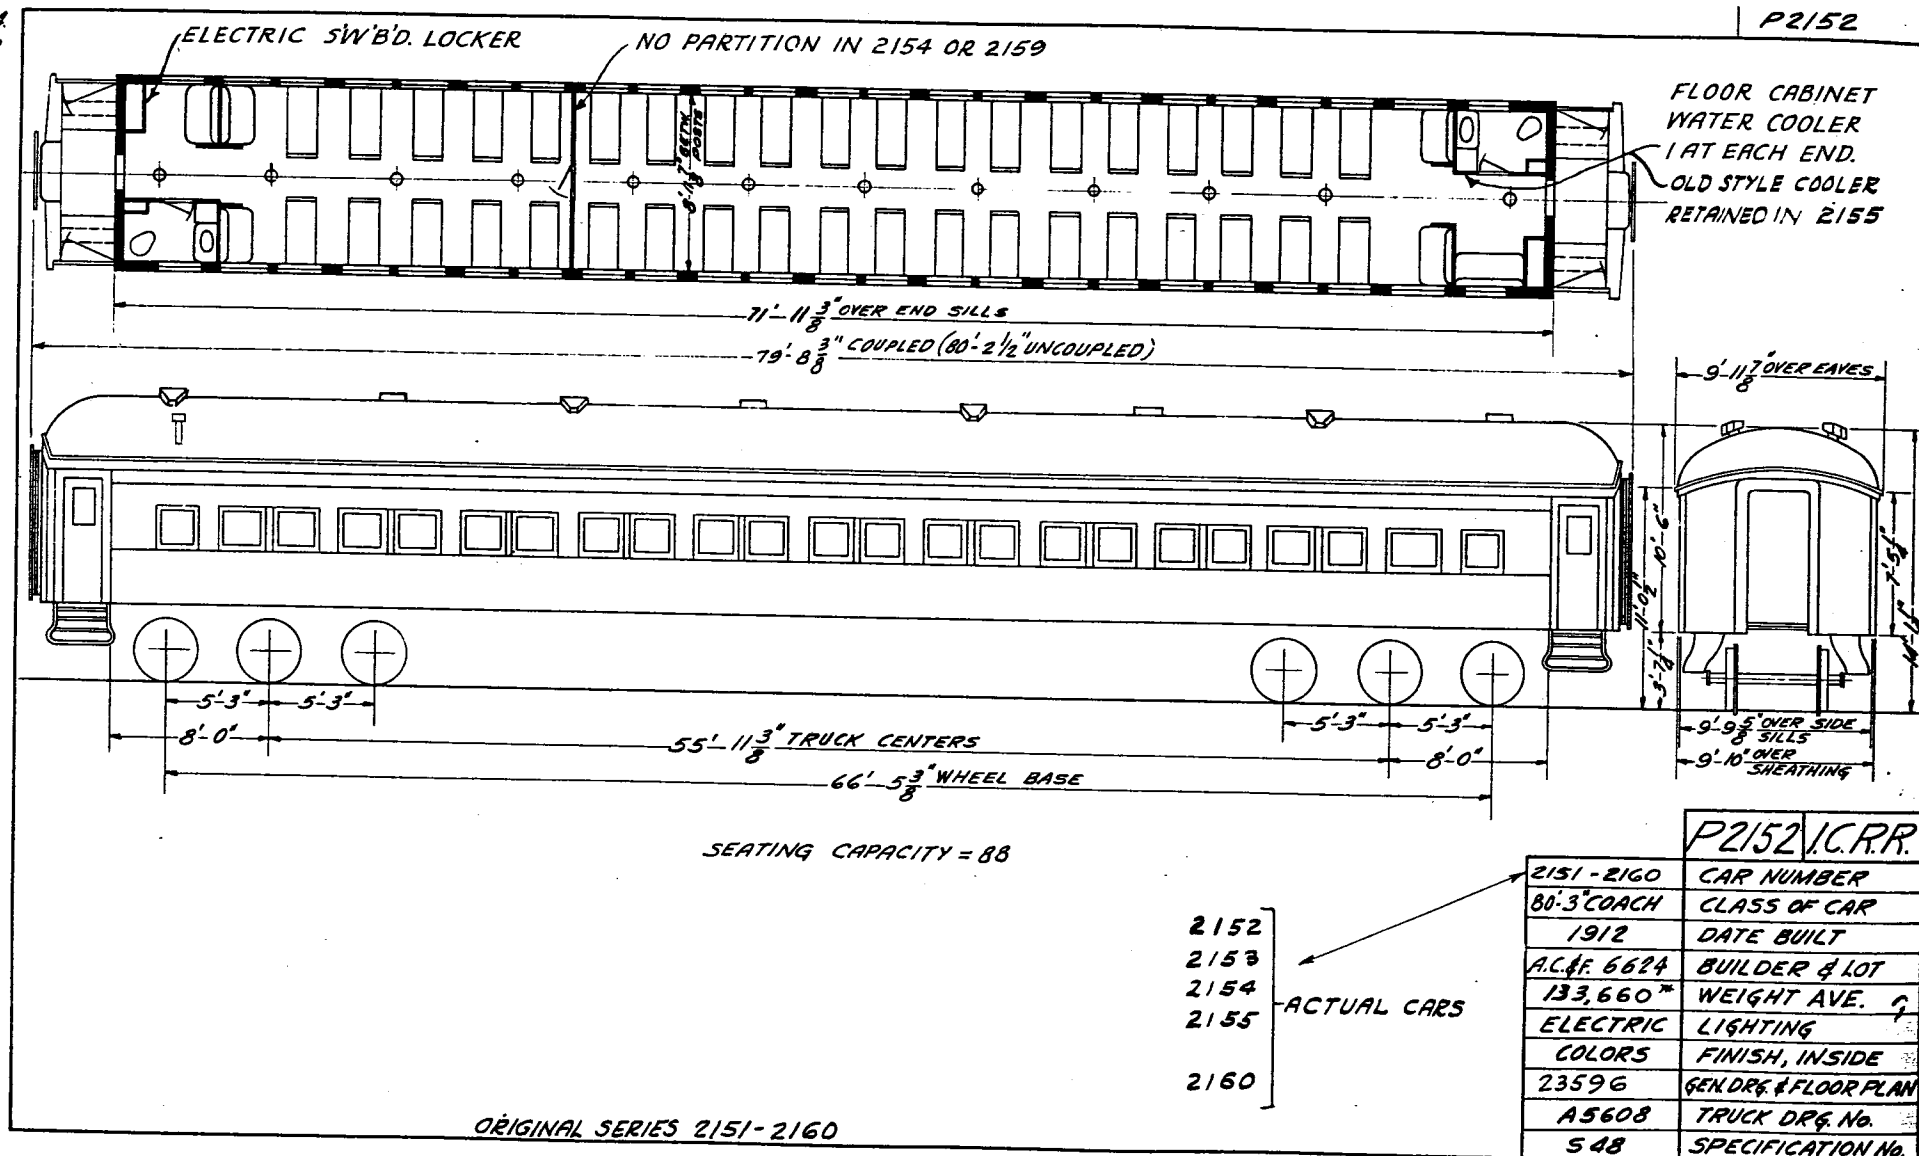 P2152
ELECTRIC SW'B'D. LOCKER
NO PARTITION IN 2154 OR 2159
FLOOR CABINET
WATER COOLER
1 AT EACH END.
OLD STYLE COOLER
RETAINED IN 2155
8'-11 7/8" BETW.
POSTS
71'-11 3/8" OVER END SILLS
79'-8 3/8" COUPLED (80'-2 1/2" UNCOUPLED)
9'-11 7/8" OVER EAVES
10'-6"
11'-0 1/2"
7'-5 1/4"
5'-3" 5'-3"
5'-3" 5'-3"
8'-0"
55'-11 3/8" TRUCK CENTERS
8'-0"
66'-5 3/8" WHEEL BASE
9'-9 5/8" OVER SIDE
SILLS
9'-10" OVER
SHEATHING
SEATING CAPACITY = 88
P2152 I.C.R.R.
2151-2160 CAR NUMBER
80'-3" COACH CLASS OF CAR
1912 DATE BUILT
A.C.&F. 6624 BUILDER & LOT
133,660# WEIGHT AVE.
ELECTRIC LIGHTING
COLORS FINISH, INSIDE
23596 GEN.DRG. & FLOOR PLAN
A5608 TRUCK DRG. No.
S 48 SPECIFICATION No.
2152
2153
2154
2155
2160
ACTUAL CARS
ORIGINAL SERIES 2151-2160